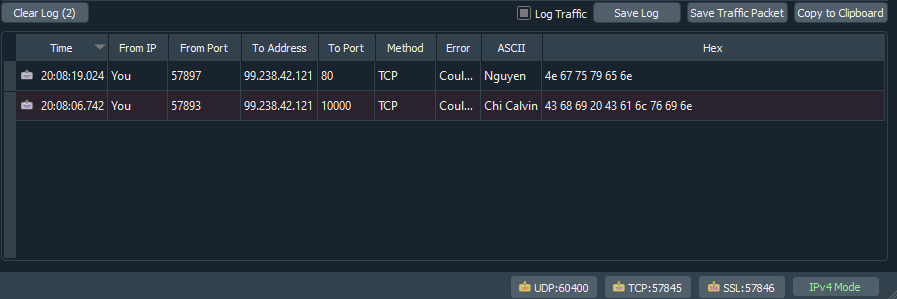 Clear Log (2) Log Traffic Save Log Save Traffic Packet Copy to Clipboard
Time From IP From Port To Address To Port Method Error ASCII Hex
20:08:19.024 You 57897 99.238.42.121 80 TCP Coul... Nguyen 4e 67 75 79 65 6e
20:08:06.742 You 57893 99.238.42.121 10000 TCP Coul... Chi Calvin 43 68 69 20 43 61 6c 76 69 6e
UDP:60400 TCP:57845 SSL:57846 IPv4 Mode